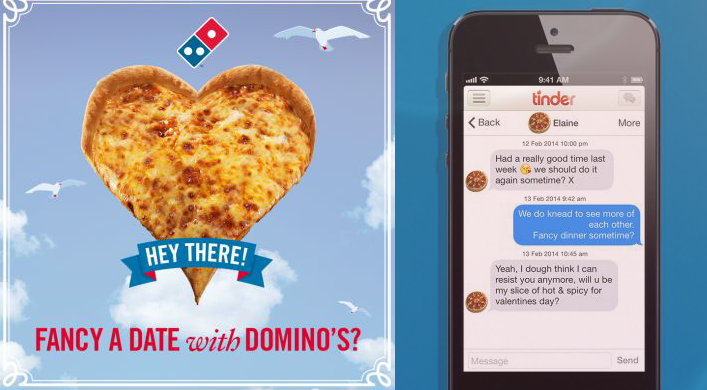 HEY THERE!
FANCY A DATE with DOMINO'S?
9:41 AM
tinder
Back
Elaine
More
12 Feb 2014 10:00 pm
Had a really good time last
week 😘 we should do it
again sometime? X
13 Feb 2014 9:42 am
We do knead to see more of
each other.
Fancy dinner sometime?
13 Feb 2014 10:45 am
Yeah, I dough think I can
resist you anymore, will u be
my slice of hot & spicy for
valentines day?
Message
Send